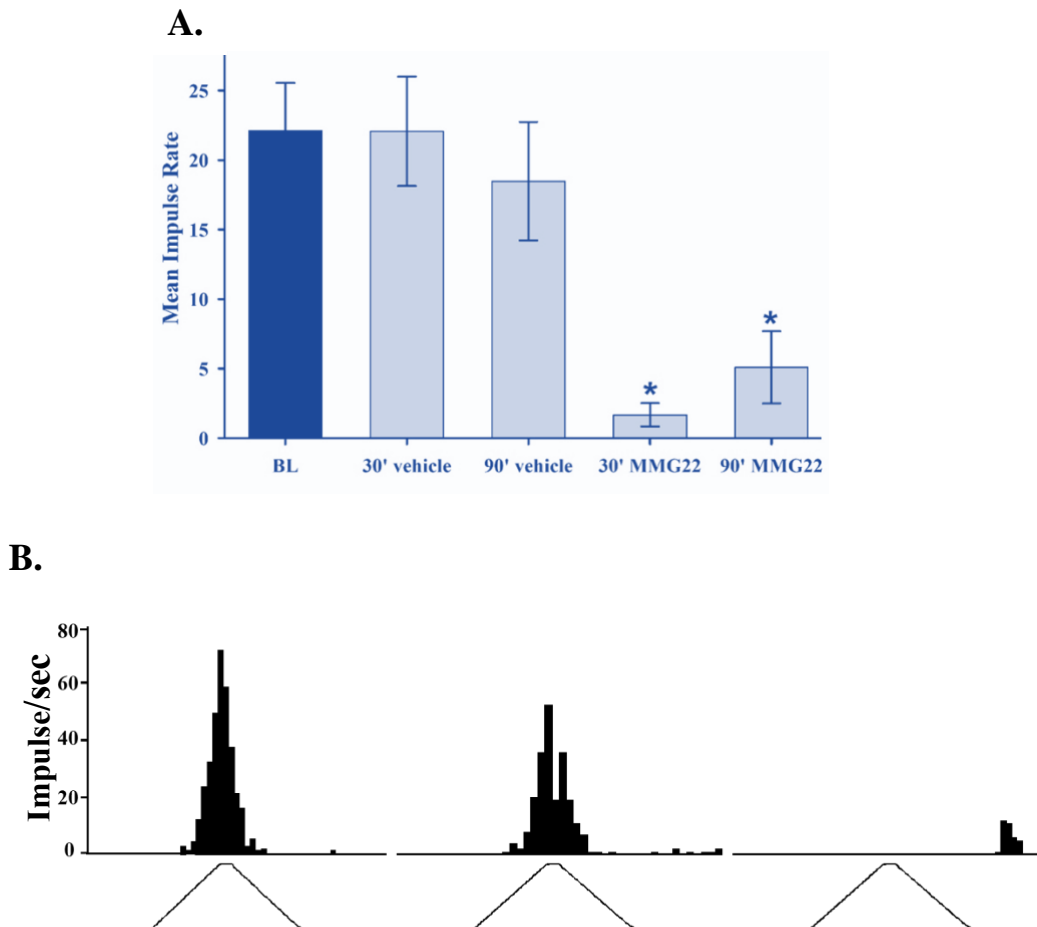 A.
Mean Impulse Rate
25
20
15
10
5
0
BL 30' vehicle 90' vehicle 30' MMG22 90' MMG22
* *
B.
Impulse/sec
80
60
40
20
0